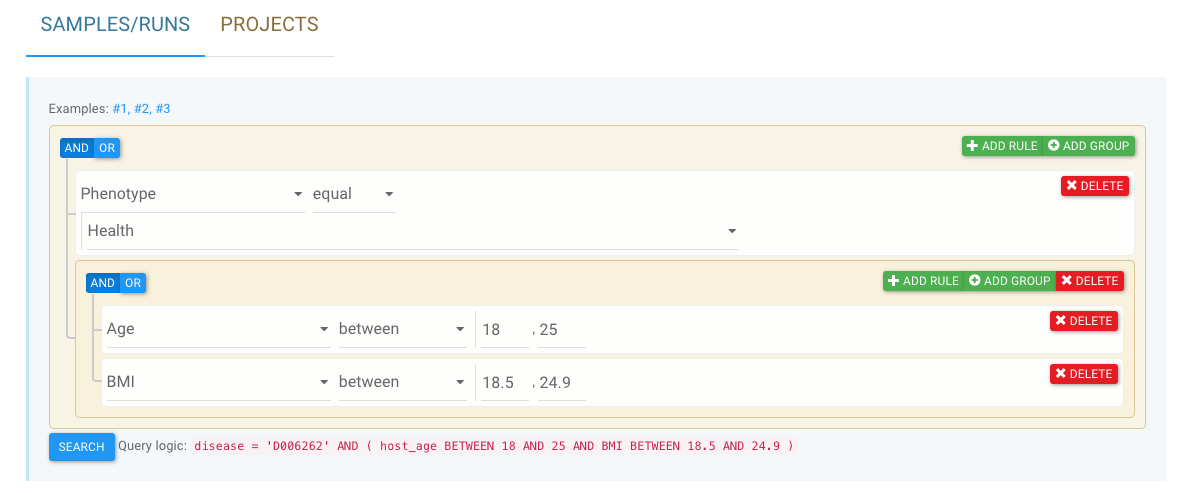 SAMPLES/RUNS PROJECTS
Examples: #1, #2, #3
AND OR ADD RULE ADD GROUP
Phenotype equal DELETE
Health
AND OR ADD RULE ADD GROUP DELETE
Age between 18 , 25 DELETE
BMI between 18.5 , 24.9 DELETE
SEARCH Query logic: disease = 'D006262' AND ( host_age BETWEEN 18 AND 25 AND BMI BETWEEN 18.5 AND 24.9 )